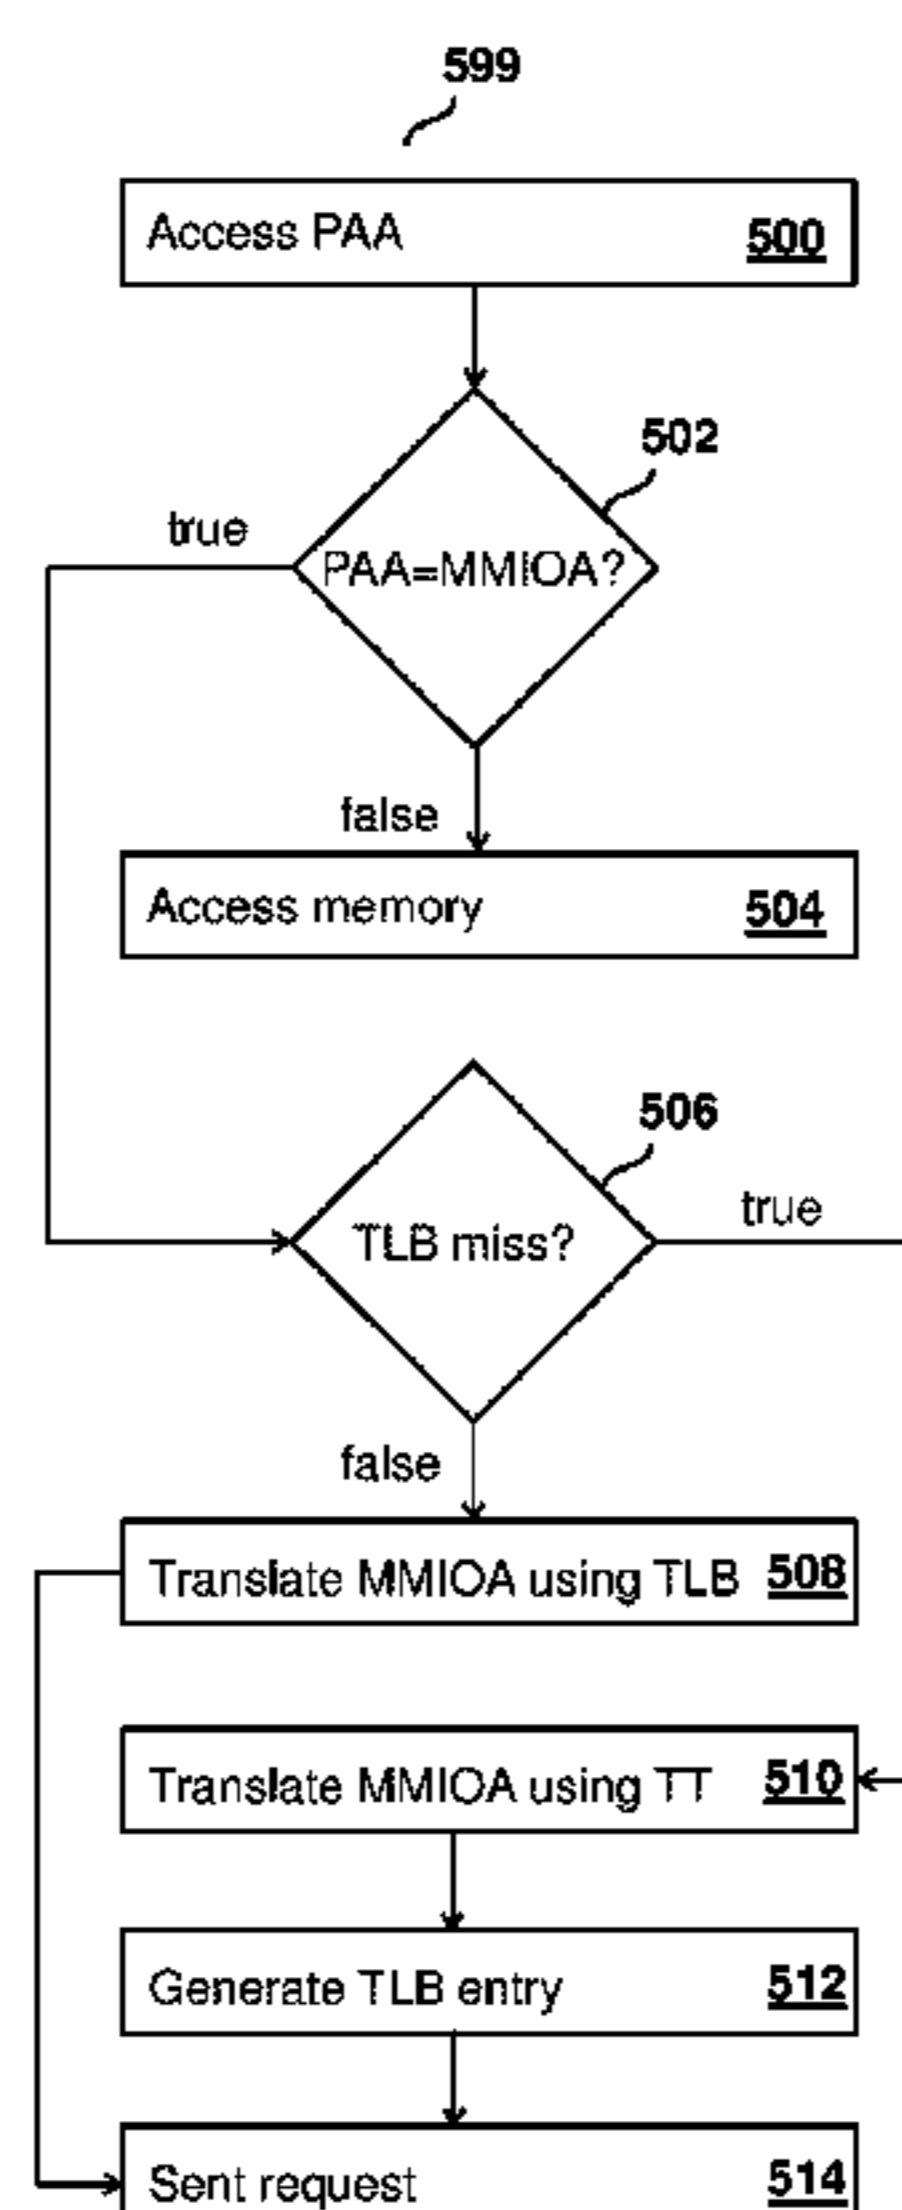 599
Access PAA 500
502
true
PAA=MMIOA?
false
Access memory 504
506
true
TLB miss?
false
Translate MMIOA using TLB 508
Translate MMIOA using TT 510
Generate TLB entry 512
Sent request 514